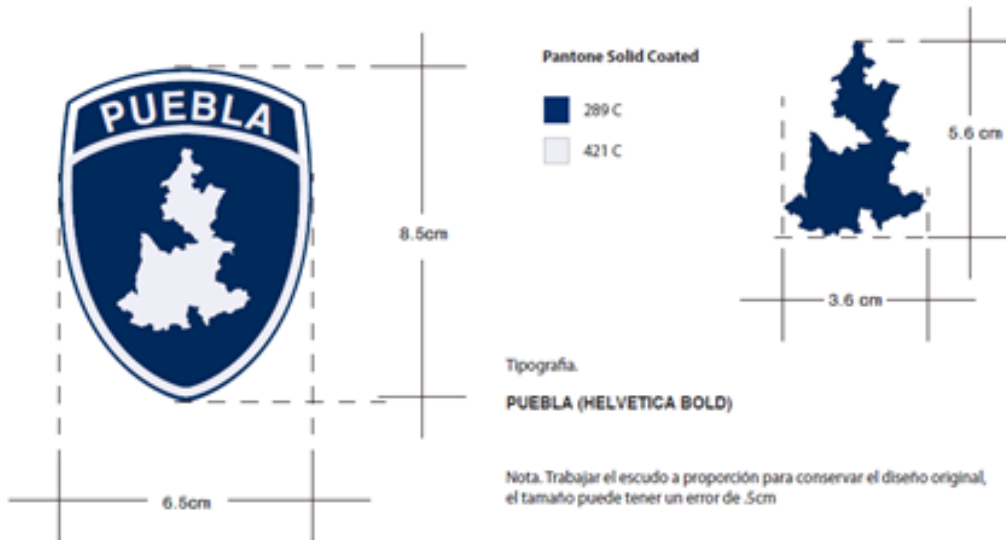 PUEBLA
8.5cm
6.5cm
Pantone Solid Coated
289 C
421 C
5.6 cm
3.6 cm
Tipografia.
PUEBLA (HELVETICA BOLD)
Nota. Trabajar el escudo a proporción para conservar el diseño original,
el tamaño puede tener un error de .5cm